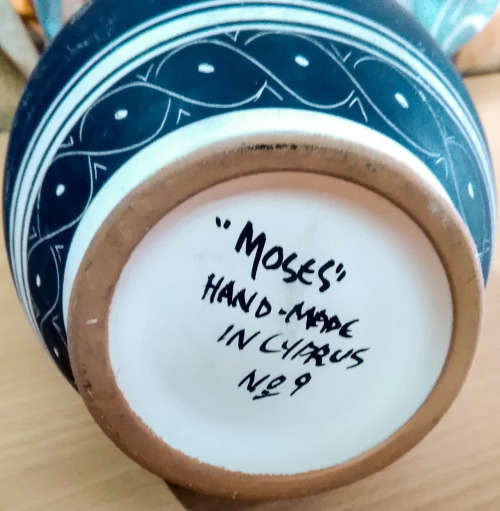 "MOSES"
HAND-MADE
IN CYPRUS
No 9